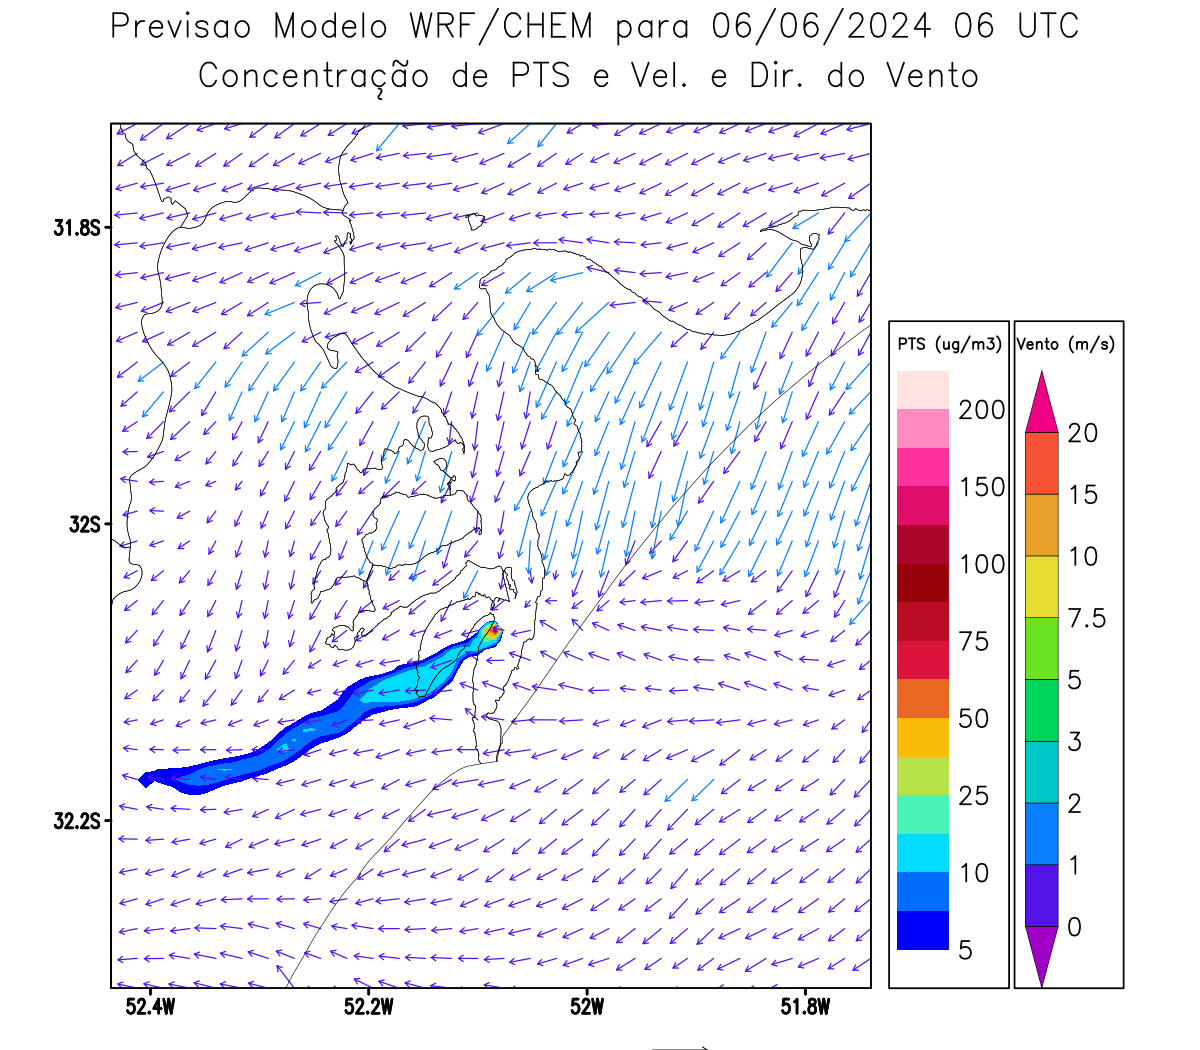 Previsao Modelo WRF/CHEM para 06/06/2024 06 UTC
Concentração de PTS e Vel. e Dir. do Vento
31.8S
32S
32.2S
52.4W
52.2W
52W
51.8W
PTS (ug/m3)
200
150
100
75
50
25
10
5
Vento (m/s)
20
15
10
7.5
5
3
2
1
0